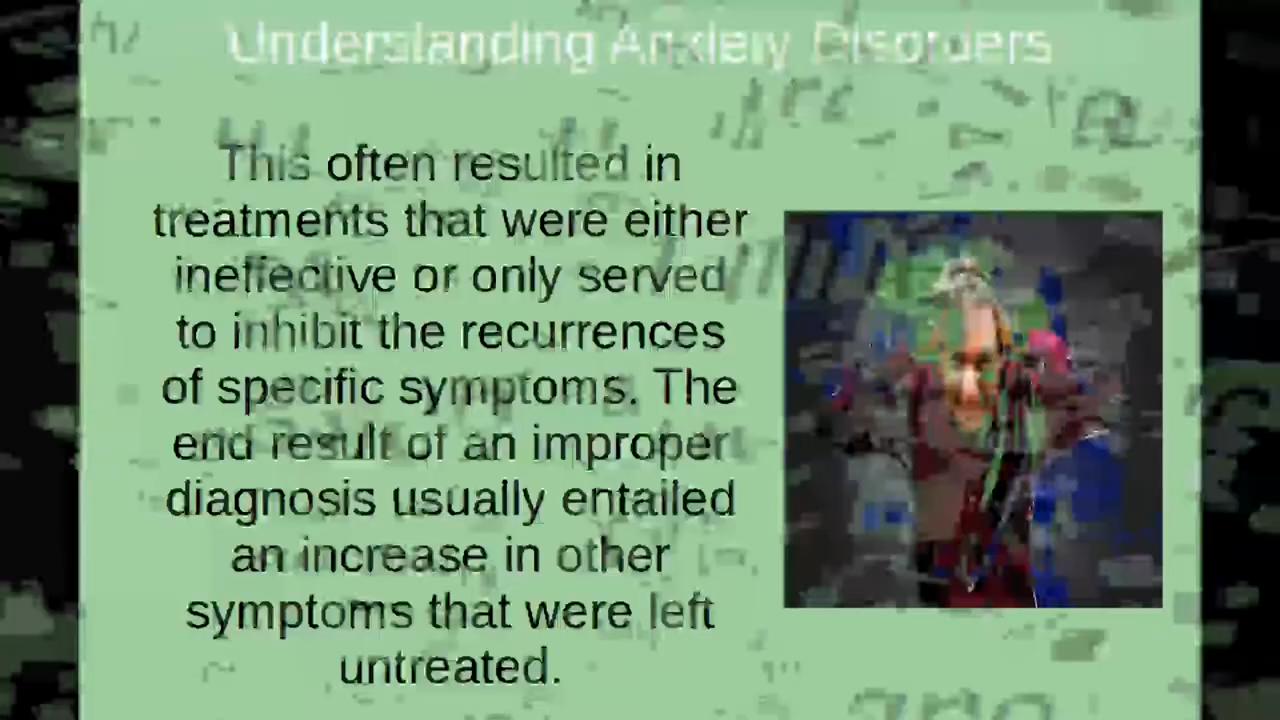 Understanding Anxiety Disorders
This often resulted in
treatments that were either
ineffective or only served
to inhibit the recurrences
of specific symptoms. The
end result of an improper
diagnosis usually entailed
an increase in other
symptoms that were left
untreated.